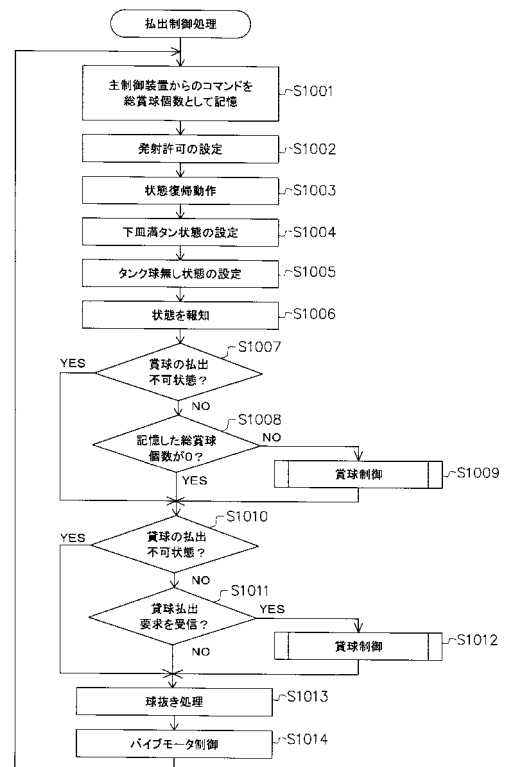 払出制御処理
主制御装置からのコマンドを
総賞球個数として記憶
S1001
発射許可の設定
S1002
状態復帰動作
S1003
下皿満タン状態の設定
S1004
タンク球無し状態の設定
S1005
状態を報知
S1006
S1007
YES
賞球の払出
不可状態？
NO
S1008
記憶した総賞球
個数が0？
NO
YES
賞球制御
S1009
S1010
YES
貸球の払出
不可状態？
NO
S1011
貸球払出
要求を受信？
YES
NO
貸球制御
S1012
球抜き処理
S1013
バイブモータ制御
S1014